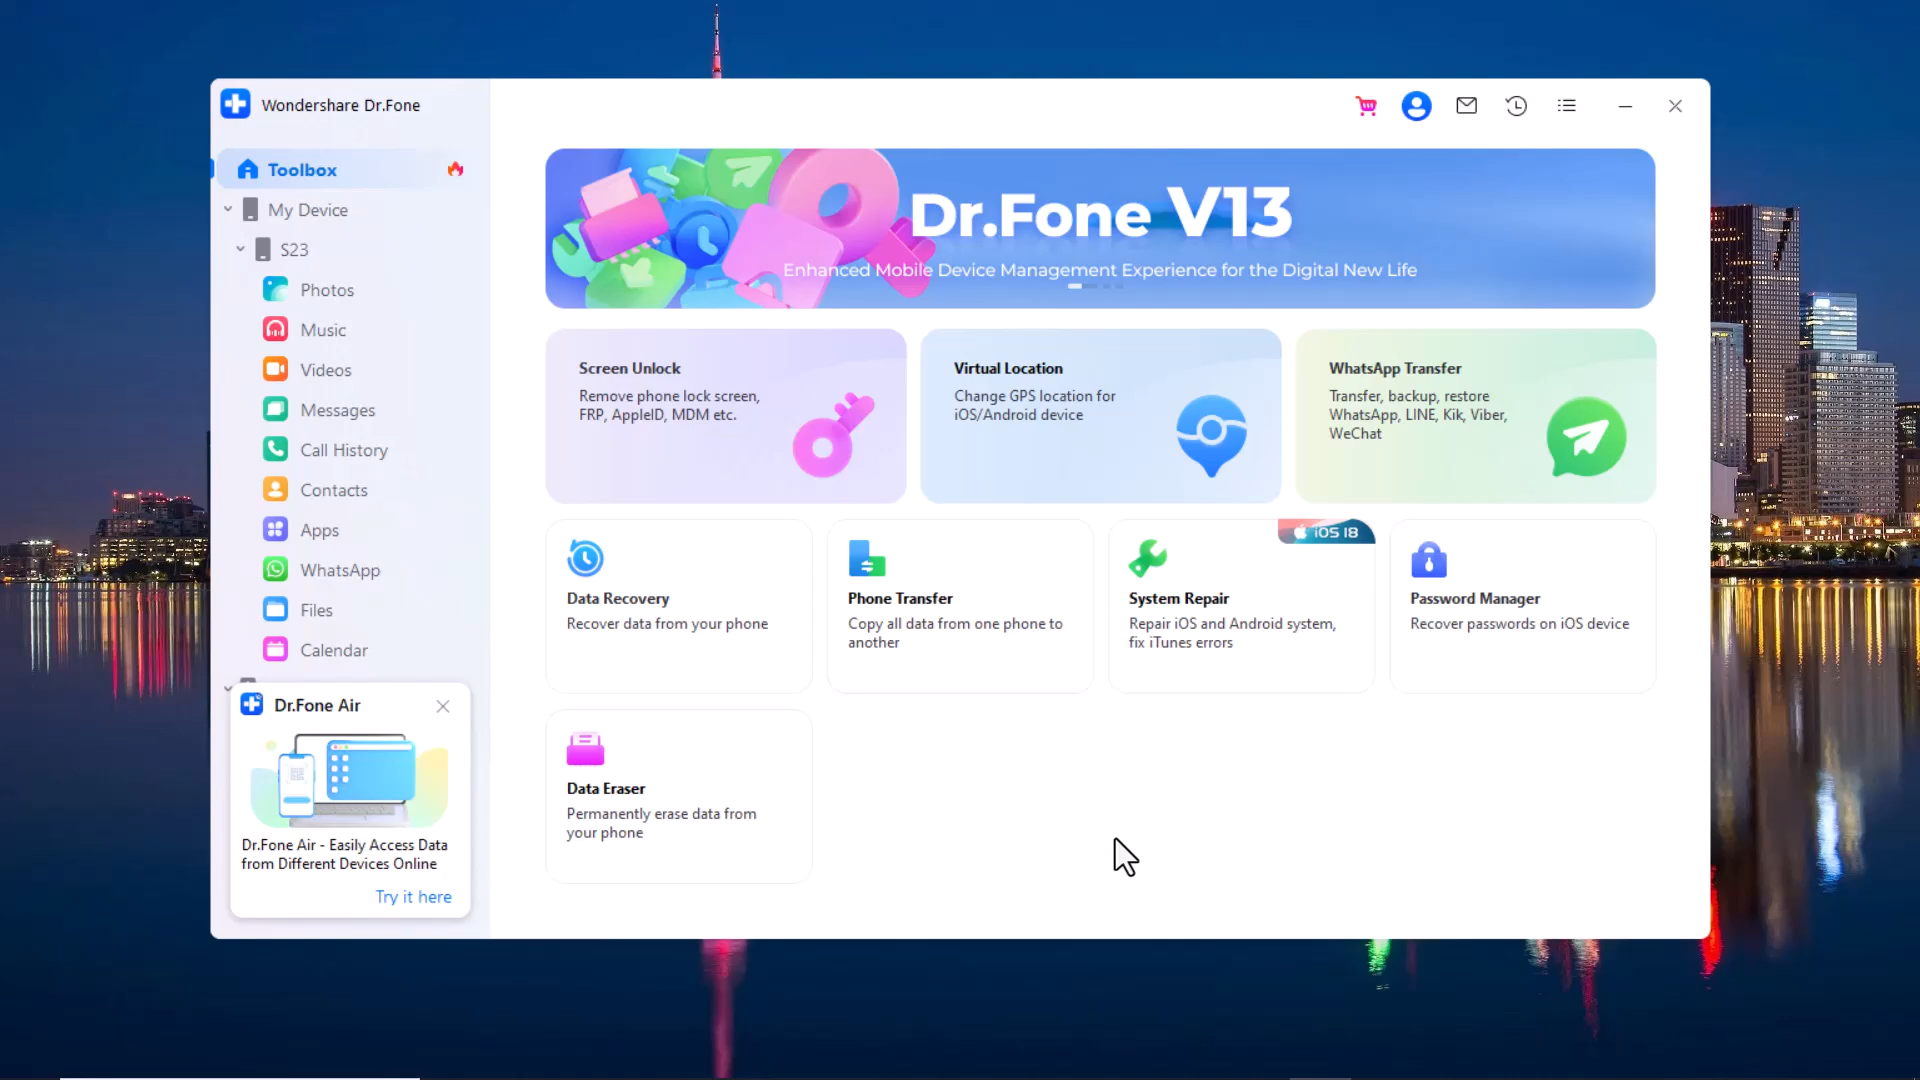 Wondershare Dr.Fone
Toolbox
My Device
S23
Photos
Music
Videos
Messages
Call History
Contacts
Apps
WhatsApp
Files
Calendar
Dr.Fone Air
Dr.Fone Air - Easily Access Data
from Different Devices Online
Try it here
Dr.Fone V13
Enhanced Mobile Device Management Experience for the Digital New Life
Screen Unlock
Remove phone lock screen,
FRP, AppleID, MDM etc.
Virtual Location
Change GPS location for
iOS/Android device
WhatsApp Transfer
Transfer, backup, restore
WhatsApp, LINE, Kik, Viber,
WeChat
Data Recovery
Recover data from your phone
Phone Transfer
Copy all data from one phone to
another
iOS 18
System Repair
Repair iOS and Android system,
fix iTunes errors
Password Manager
Recover passwords on iOS device
Data Eraser
Permanently erase data from
your phone